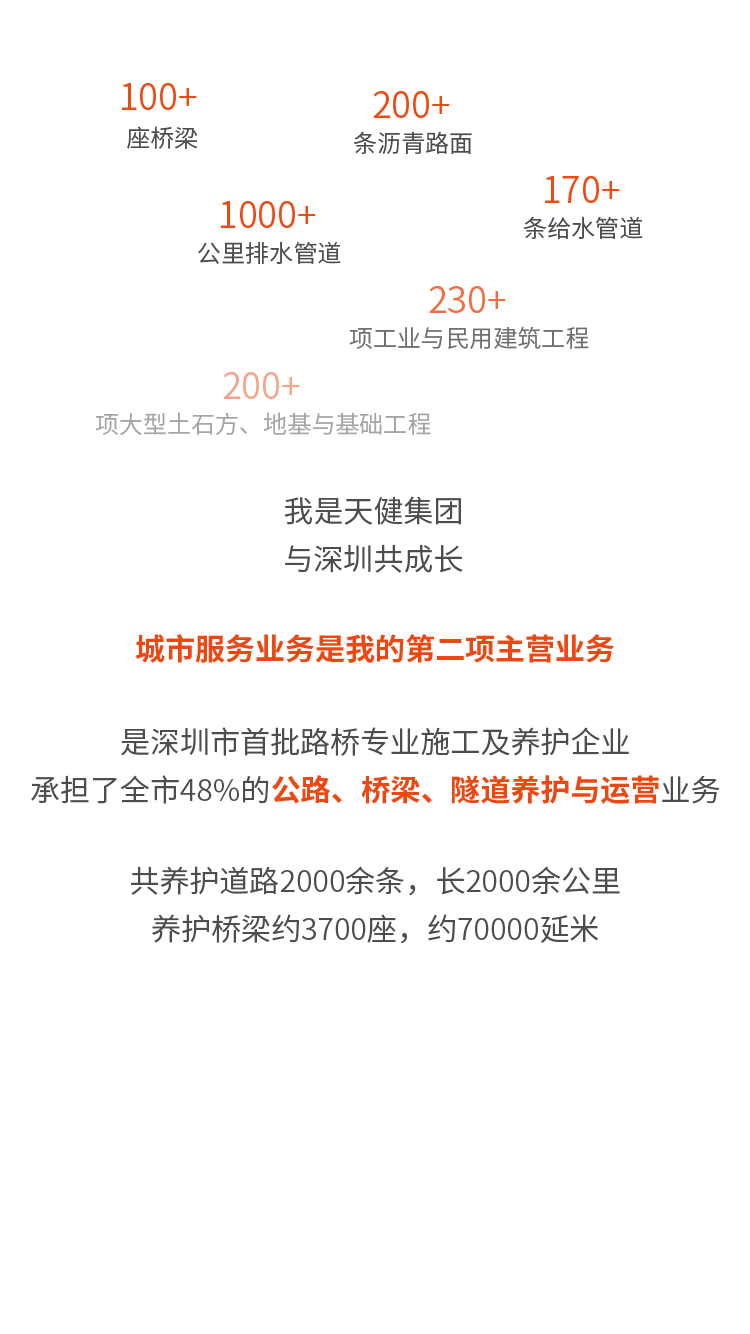 100+
座桥梁
200+
条沥青路面
170+
条给水管道
1000+
公里排水管道
230+
项工业与民用建筑工程
200+
项大型土石方、地基与基础工程
我是天健集团
与深圳共成长
城市服务业务是我的第二项主营业务
是深圳市首批路桥专业施工及养护企业
承担了全市48%的公路、桥梁、隧道养护与运营业务
共养护道路2000余条，长2000余公里
养护桥梁约3700座，约70000延米